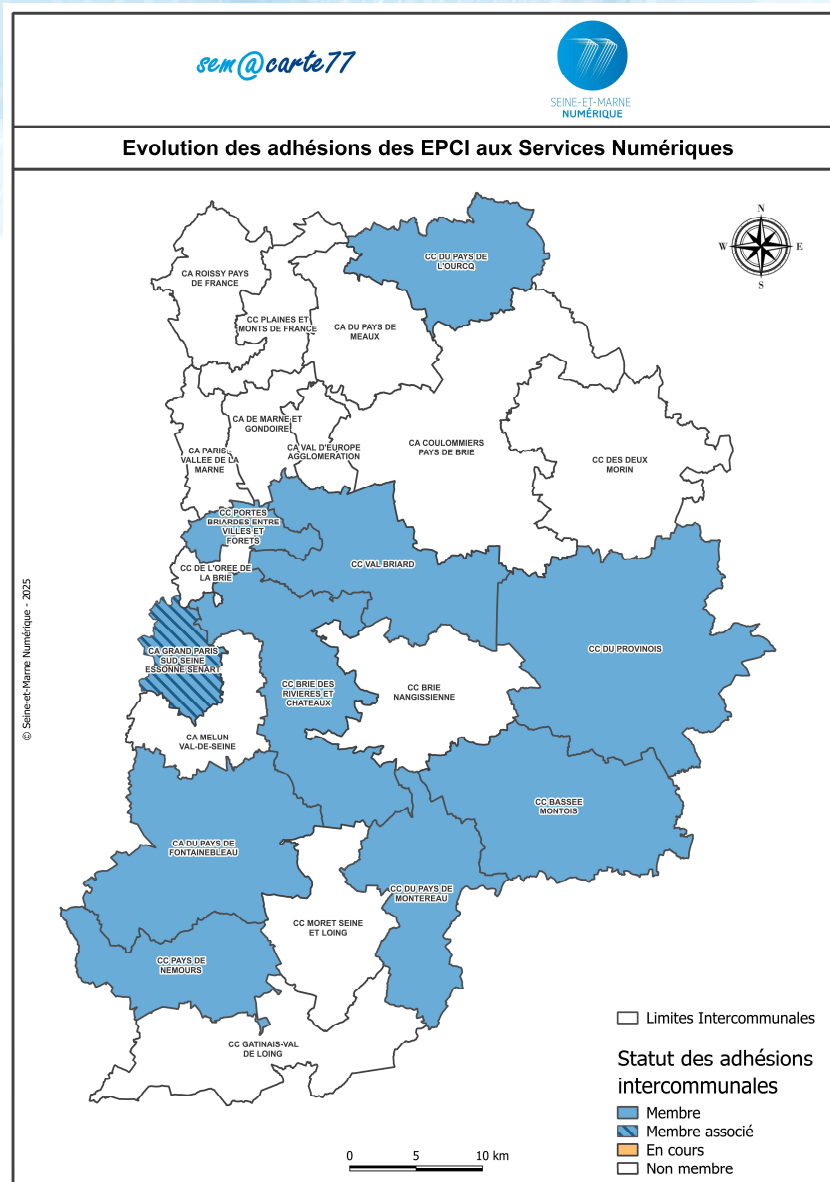 sem@carte77
SEINE-ET-MARNE
NUMÉRIQUE
Evolution des adhésions des EPCI aux Services Numériques
N
W
E
S
CC DU PAYS DE
L'OURCQ
CA ROISSY PAYS
DE FRANCE
CC PLAINES ET
MONTS DE FRANCE
CA DU PAYS DE
MEAUX
CA DE MARNE ET
GONDOIRE
CA PARIS
VALLEE DE LA
MARNE
CA VAL D'EUROPE
AGGLOMERATION
CA COULOMMIERS
PAYS DE BRIE
CC DES DEUX
MORIN
CC PORTES
BRIARDES ENTRE
VILLES ET
FORETS
CC DE L'OREE DE
LA BRIE
CC VAL BRIARD
CA GRAND PARIS
SUD SEINE
ESSONNE SENART
CC DU PROVINOIS
CC BRIE DES
RIVIERES ET
CHATEAUX
CC BRIE
NANGISSIENNE
CA MELUN
VAL-DE-SEINE
CC BASSEE
MONTOIS
CA DU PAYS DE
FONTAINEBLEAU
CC DU PAYS DE
MONTEREAU
CC MORET SEINE
ET LOING
CC PAYS DE
NEMOURS
CC GATINAIS-VAL
DE LOING
© Seine-et-Marne Numérique - 2025
Limites Intercommunales
Statut des adhésions
intercommunales
Membre
Membre associé
En cours
Non membre
0 5 10 km